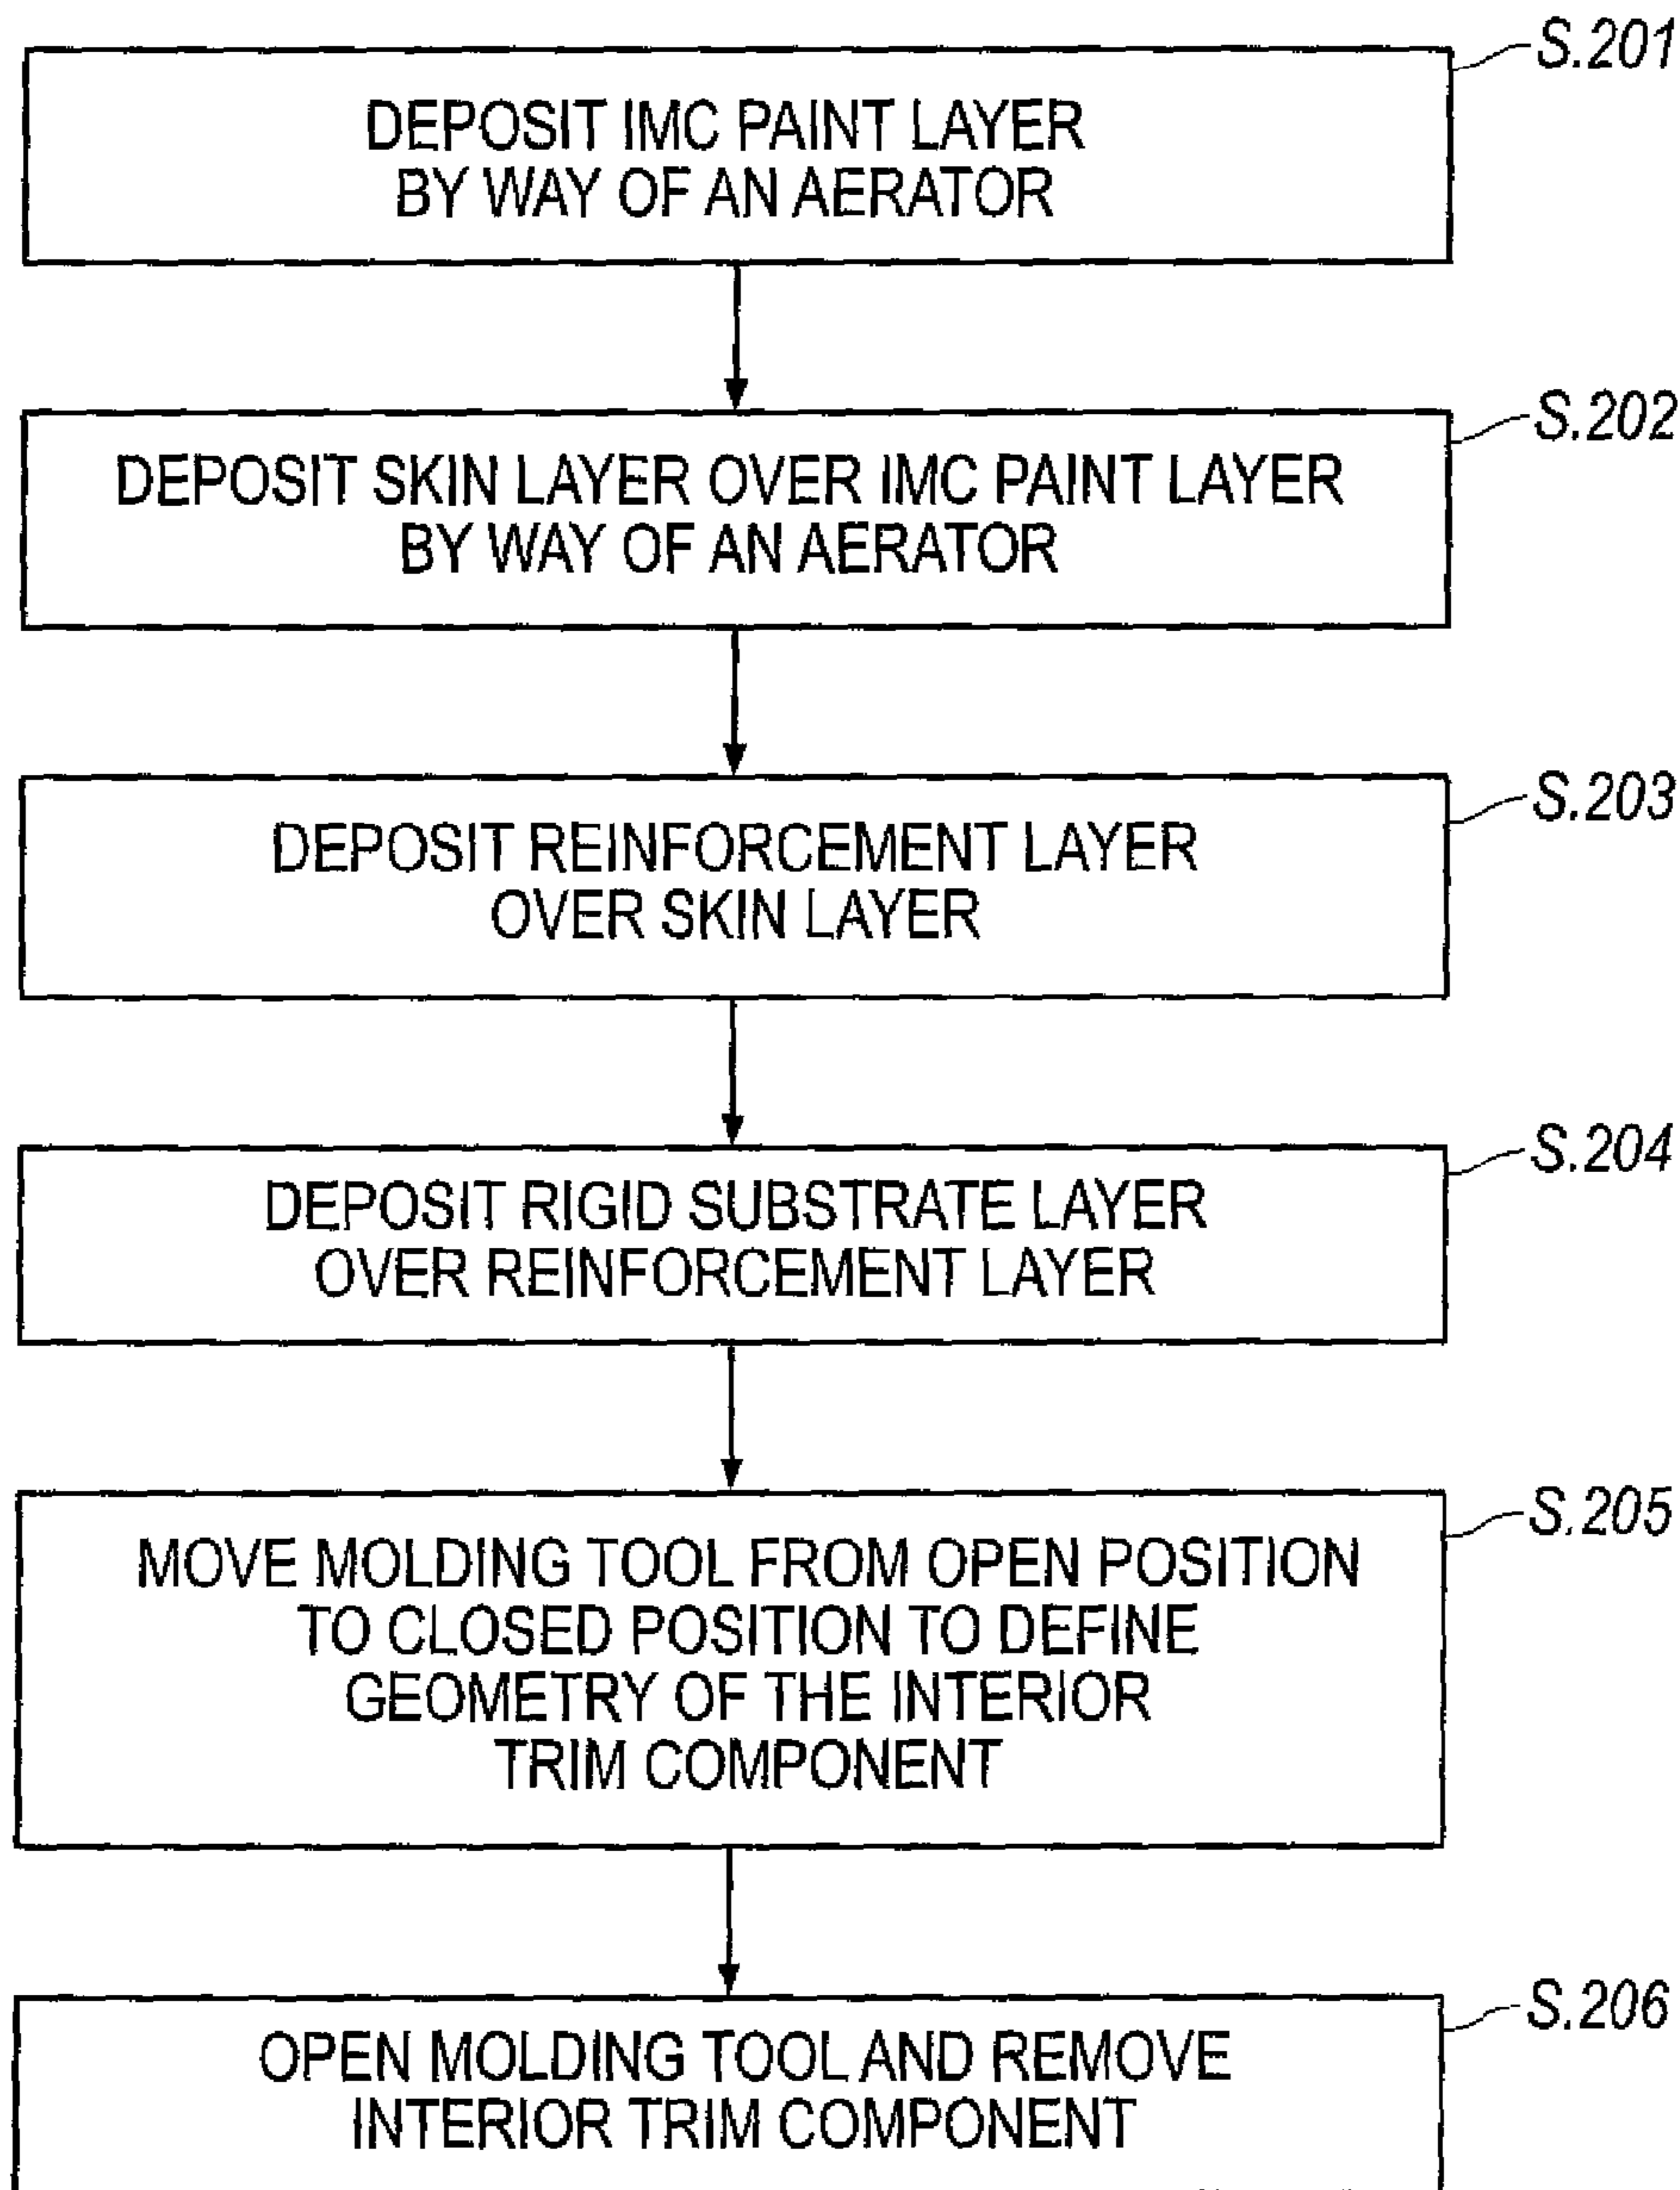 S.201
DEPOSIT IMC PAINT LAYER
BY WAY OF AN AERATOR
S.202
DEPOSIT SKIN LAYER OVER IMC PAINT LAYER
BY WAY OF AN AERATOR
S.203
DEPOSIT REINFORCEMENT LAYER
OVER SKIN LAYER
S.204
DEPOSIT RIGID SUBSTRATE LAYER
OVER REINFORCEMENT LAYER
S.205
MOVE MOLDING TOOL FROM OPEN POSITION
TO CLOSED POSITION TO DEFINE
GEOMETRY OF THE INTERIOR
TRIM COMPONENT
S.206
OPEN MOLDING TOOL AND REMOVE
INTERIOR TRIM COMPONENT